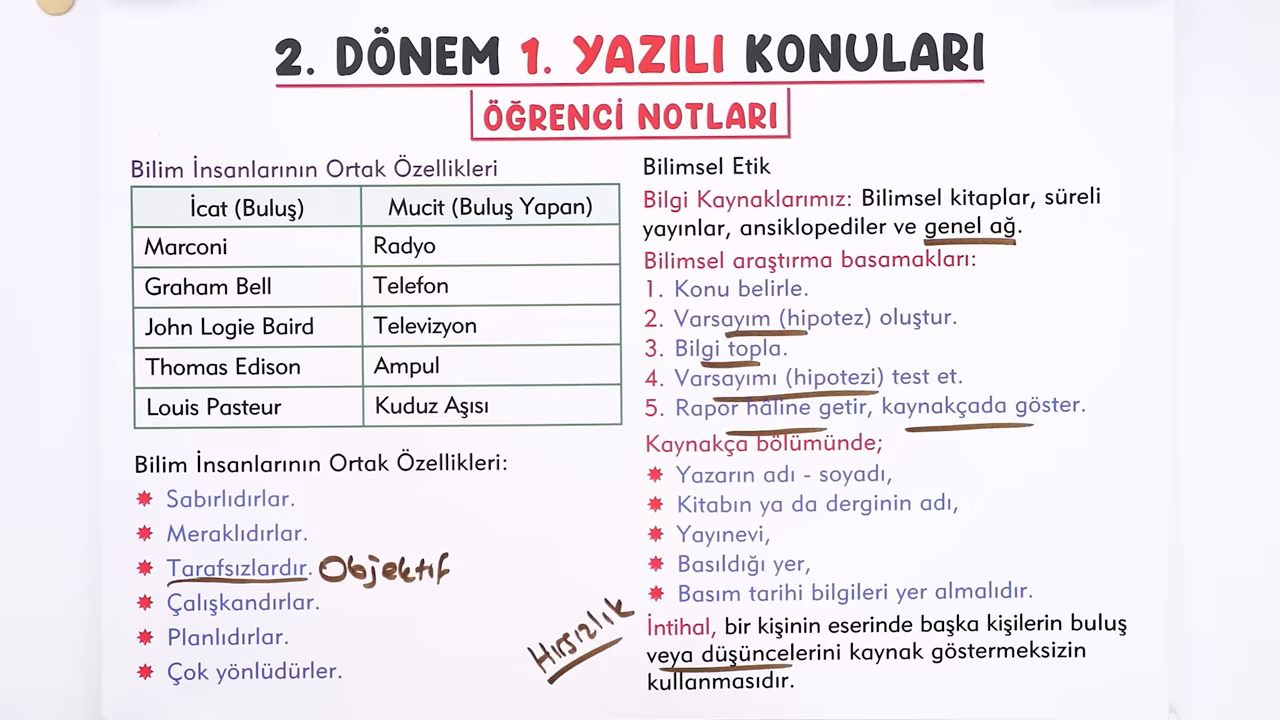 2. DÖNEM 1. YAZILI KONULARI
ÖĞRENCİ NOTLARI
Bilim İnsanlarının Ortak Özellikleri
İcat (Buluş) Mucit (Buluş Yapan)
Marconi Radyo
Graham Bell Telefon
John Logie Baird Televizyon
Thomas Edison Ampul
Louis Pasteur Kuduz Aşısı
Bilim İnsanlarının Ortak Özellikleri:
Sabırlıdırlar.
Meraklıdırlar.
Tarafsızlardır. Objektif
Çalışkandırlar.
Planlıdırlar.
Çok yönlüdürler.
Bilimsel Etik
Bilgi Kaynaklarımız: Bilimsel kitaplar, süreli
yayınlar, ansiklopediler ve genel ağ.
Bilimsel araştırma basamakları:
1. Konu belirle.
2. Varsayım (hipotez) oluştur.
3. Bilgi topla.
4. Varsayımı (hipotezi) test et.
5. Rapor hâline getir, kaynakçada göster.
Kaynakça bölümünde;
Yazarın adı - soyadı,
Kitabın ya da derginin adı,
Yayınevi,
Basıldığı yer,
Basım tarihi bilgileri yer almalıdır.
Hırsızlık
İntihal, bir kişinin eserinde başka kişilerin buluş
veya düşüncelerini kaynak göstermeksizin
kullanmasıdır.